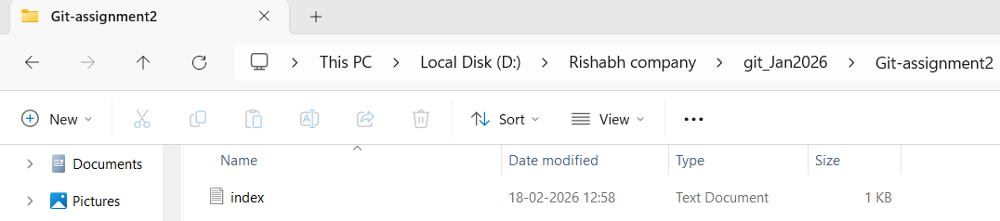 Git-assignment2
This PC > Local Disk (D:) > Rishabh company > git_Jan2026 > Git-assignment2
New Sort View
Name Date modified Type Size
Documents
index 18-02-2026 12:58 Text Document 1 KB
Pictures